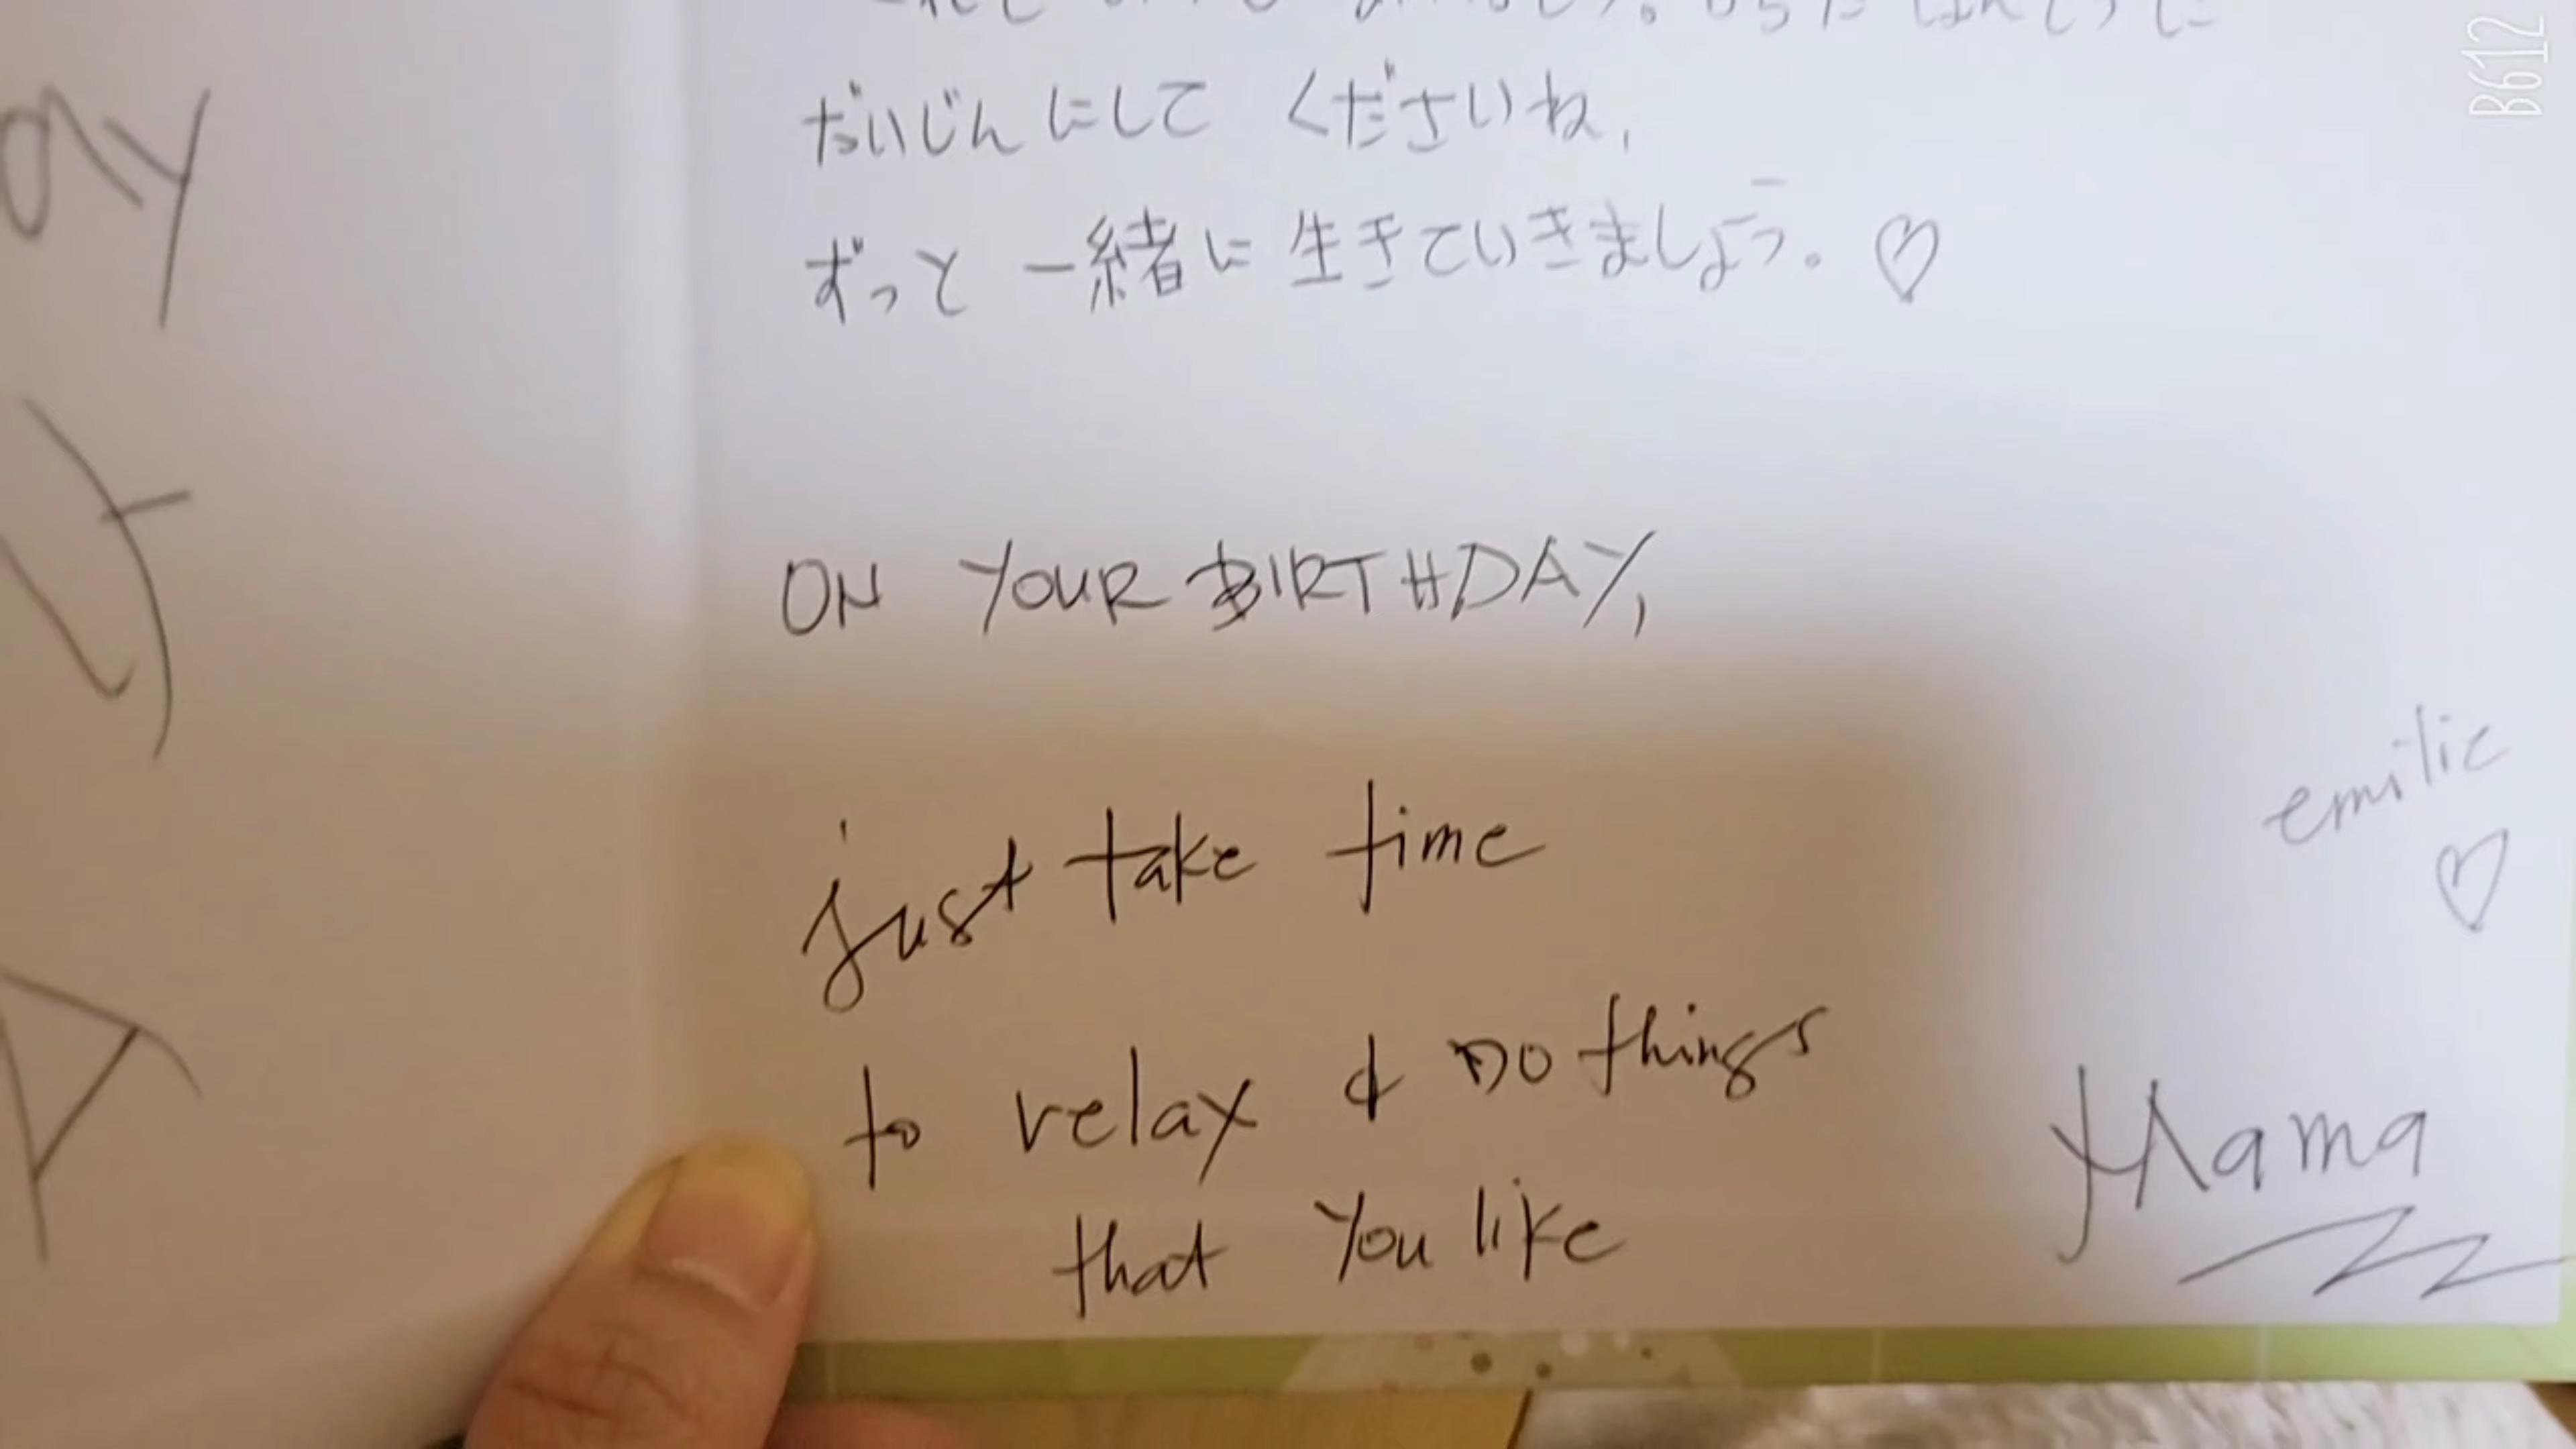 だいじんにして くださいね,
ずっと 一緒に 生きていきましょう。♡
ON YOUR BIRTHDAY,
just take time
to relax & DO things
that You like
emilie
♡
Mama
B612